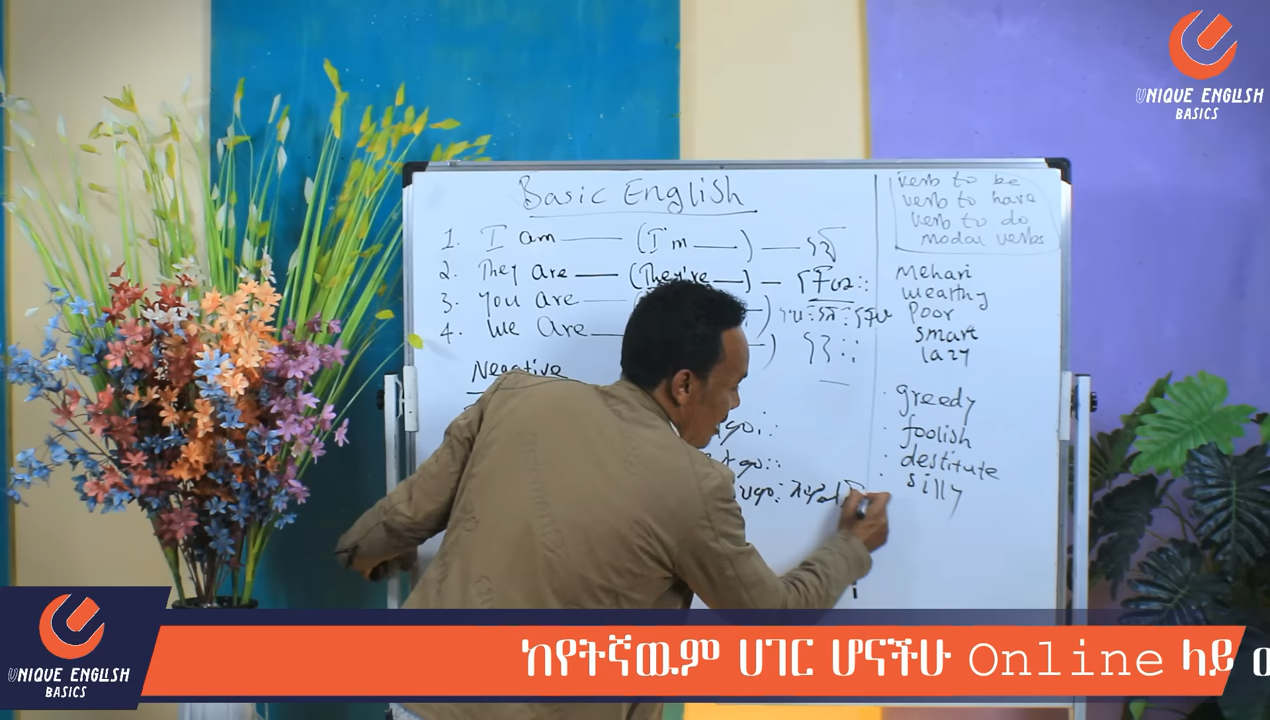 UNIQUE ENGLISH
BASICS
Basic English
1. I am —— (I'm ——) — ነኝ
2. They are —— (They're —) — ናቸው::
3. You are ——
4. We are —— ) ነን::
Negative
verb to be
verb to have
verb to do
modal verbs
Mehari
wealthy
Poor
smart
lazy
greedy
foolish
destitute
silly
UNIQUE ENGLISH
BASICS
ከየትኛዉም ሀገር ሆናችሁ Online ላይ